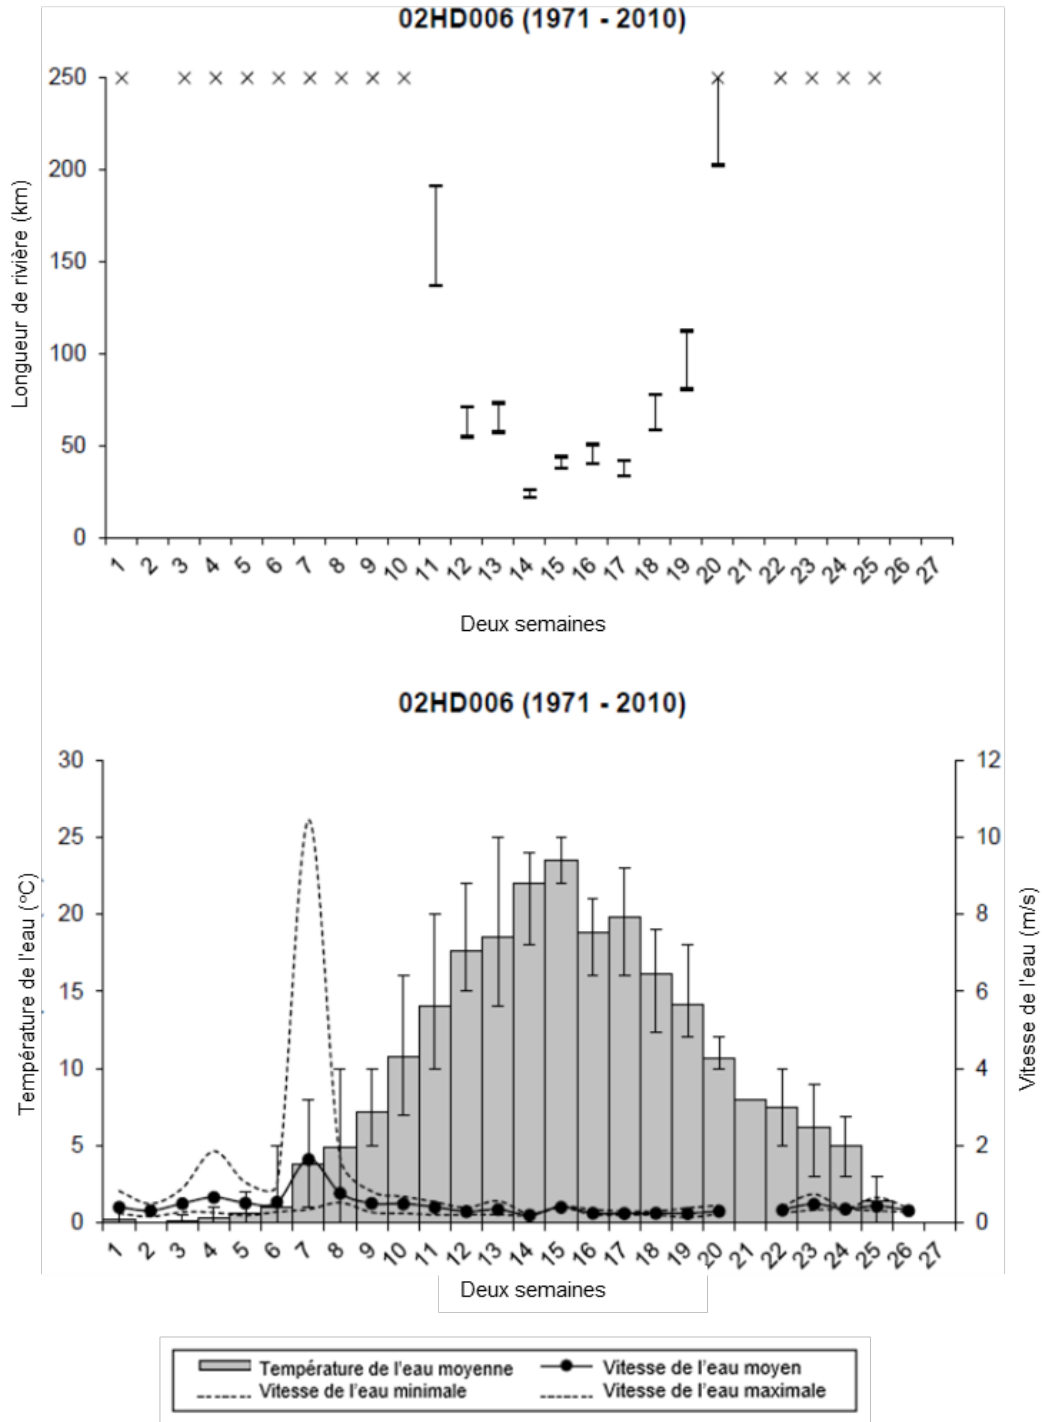 02HD006 (1971 - 2010)
250
200
150
100
50
0
Longueur de rivière (km)
1 2 3 4 5 6 7 8 9 10 11 12 13 14 15 16 17 18 19 20 21 22 23 24 25 26 27
Deux semaines
02HD006 (1971 - 2010)
30
25
20
15
10
5
0
Température de l'eau (°C)
12
10
8
6
4
2
0
Vitesse de l'eau (m/s)
1 2 3 4 5 6 7 8 9 10 11 12 13 14 15 16 17 18 19 20 21 22 23 24 25 26 27
Deux semaines
Température de l'eau moyenne
Vitesse de l'eau moyen
Vitesse de l'eau minimale
Vitesse de l'eau maximale